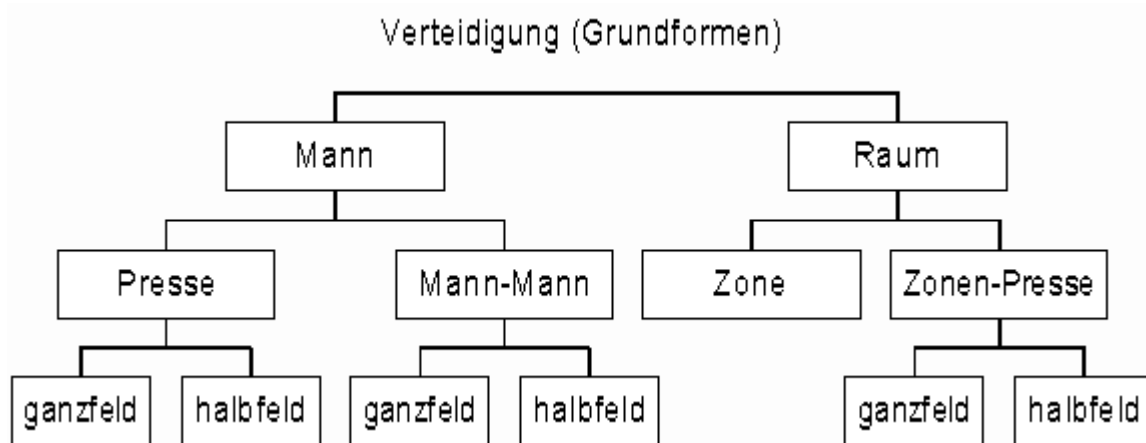 Verteidigung (Grundformen)
Mann Raum
Presse Mann-Mann Zone Zonen-Presse
ganzfeld halbfeld ganzfeld halbfeld ganzfeld halbfeld